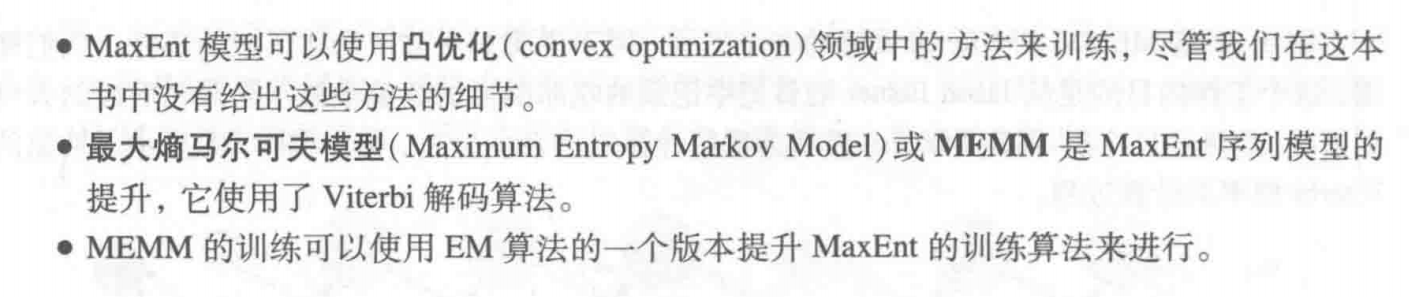 ● MaxEnt 模型可以使用凸优化(convex optimization)领域中的方法来训练，尽管我们在这本
书中没有给出这些方法的细节。
● 最大熵马尔可夫模型(Maximum Entropy Markov Model)或 MEMM 是 MaxEnt 序列模型的
提升，它使用了 Viterbi 解码算法。
● MEMM 的训练可以使用 EM 算法的一个版本提升 MaxEnt 的训练算法来进行。